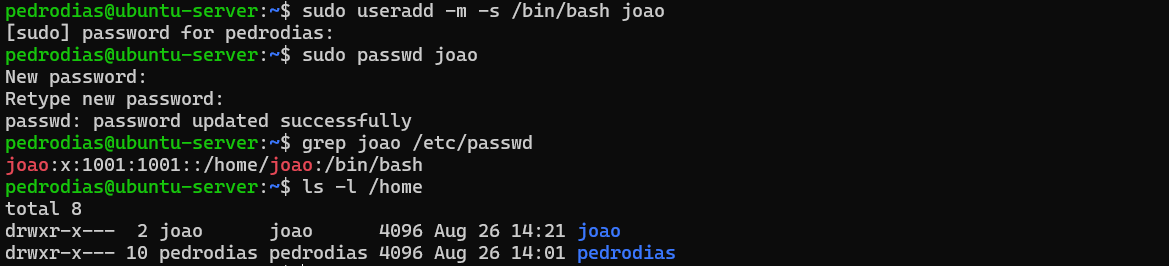 pedrodias@ubuntu-server:~$ sudo useradd -m -s /bin/bash joao
[sudo] password for pedrodias:
pedrodias@ubuntu-server:~$ sudo passwd joao
New password:
Retype new password:
passwd: password updated successfully
pedrodias@ubuntu-server:~$ grep joao /etc/passwd
joao:x:1001:1001::/home/joao:/bin/bash
pedrodias@ubuntu-server:~$ ls -l /home
total 8
drwxr-x---  2 joao      joao      4096 Aug 26 14:21 joao
drwxr-x--- 10 pedrodias pedrodias 4096 Aug 26 14:01 pedrodias